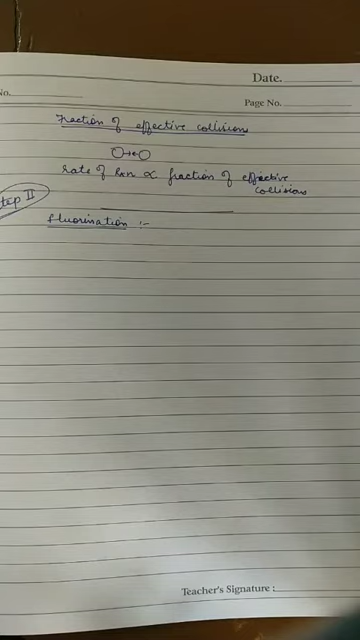 Date.
No.
Page No.
Fraction of effective collision
rate of Rxn ∝ fraction of effective
collisions
Step II
Fluorination :-
Teacher's Signature :